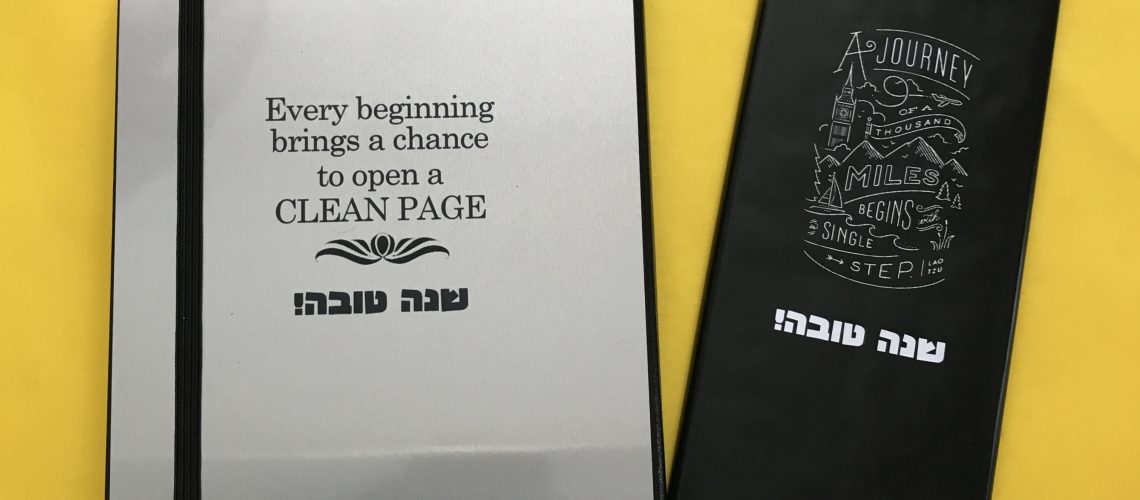 Every beginning
brings a chance
to open a
CLEAN PAGE
שנה טובה!
A JOURNEY
OF A
THOUSAND
MILES
BEGINS with
SINGLE
STEP. LAO
TZU
שנה טובה!